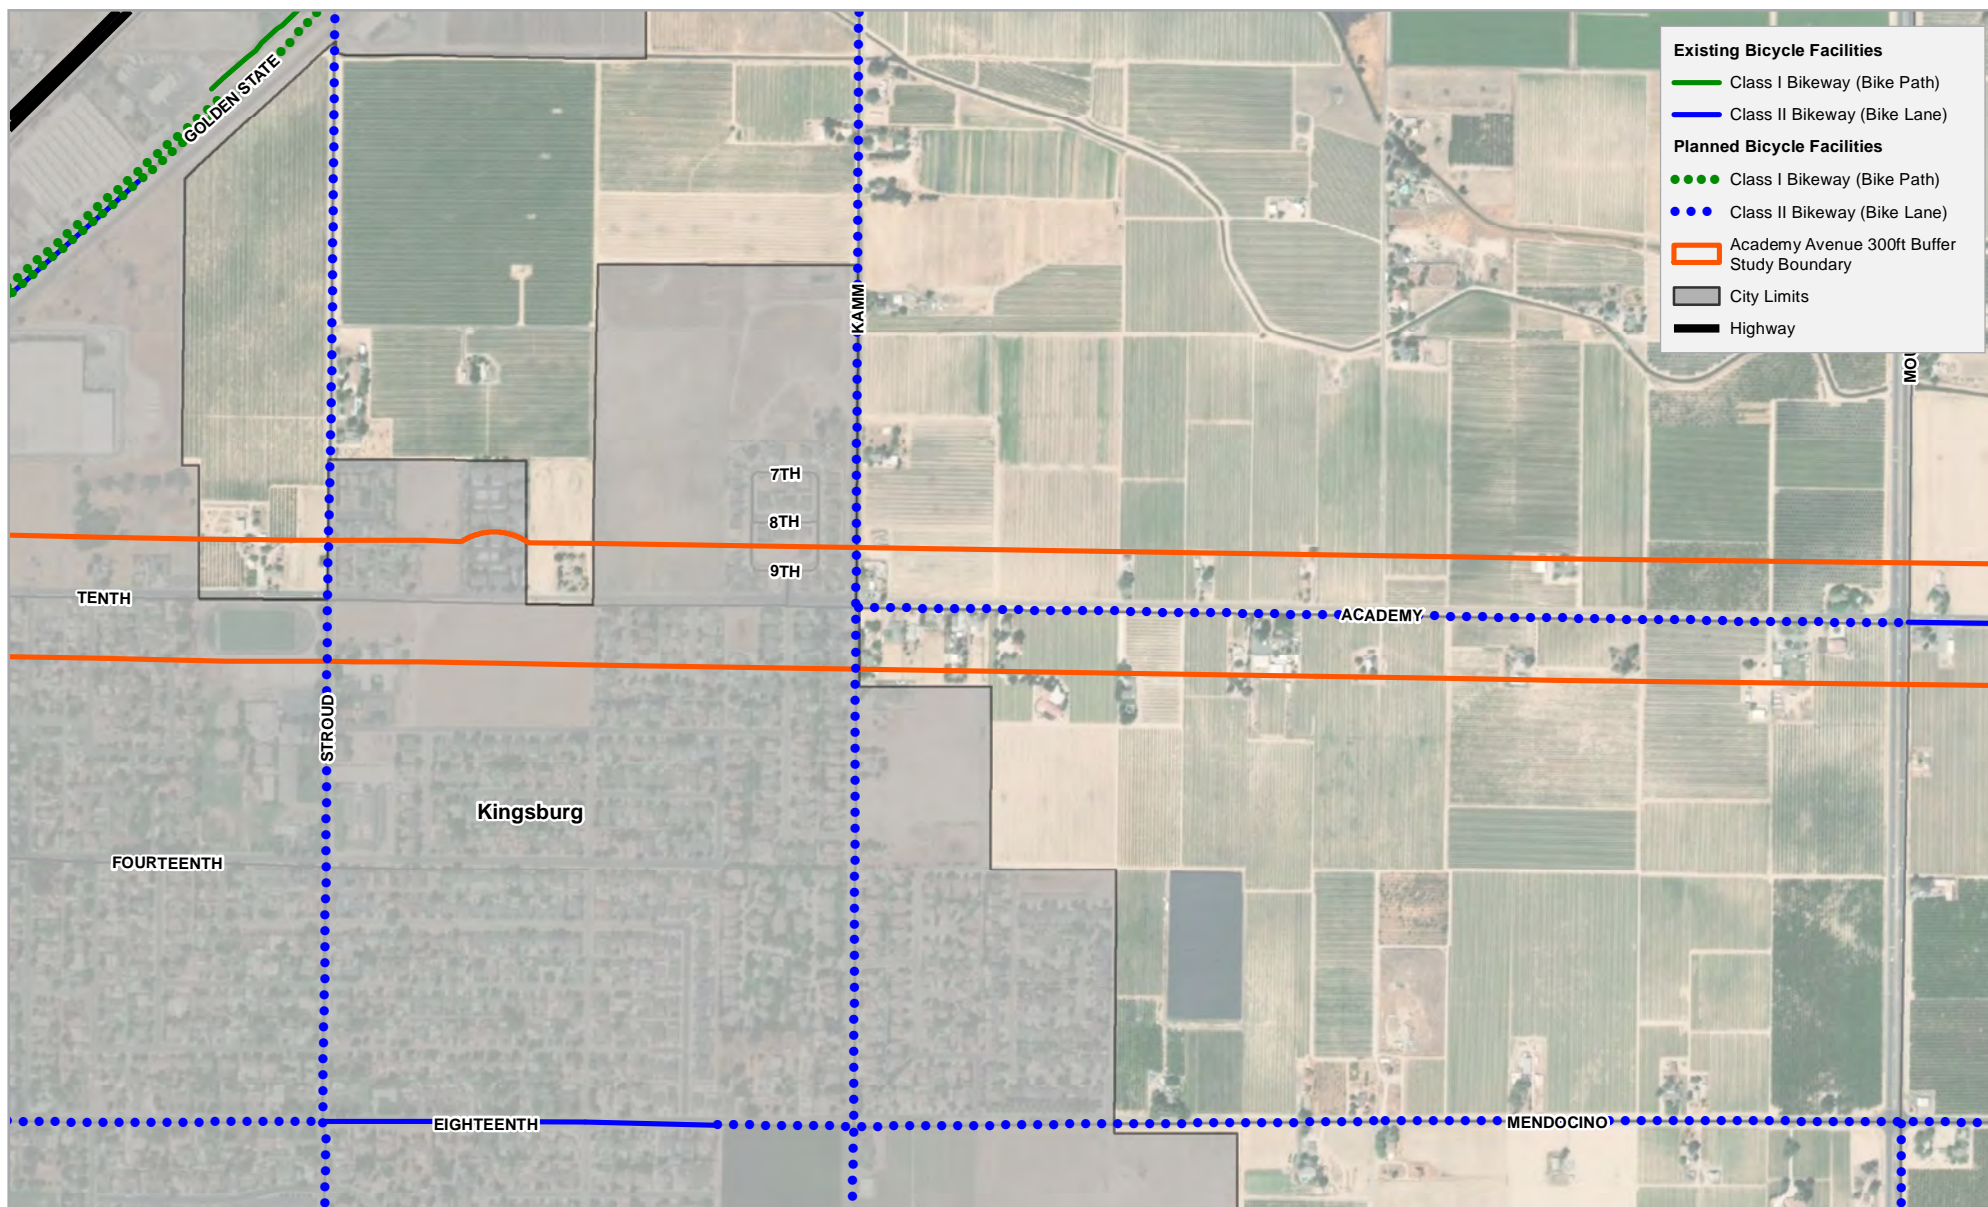 Existing Bicycle Facilities
Class I Bikeway (Bike Path)
Class II Bikeway (Bike Lane)
Planned Bicycle Facilities
Class I Bikeway (Bike Path)
Class II Bikeway (Bike Lane)
Academy Avenue 300ft Buffer
Study Boundary
City Limits
Highway
GOLDEN STATE
KAMM
MOU
7TH
8TH
9TH
TENTH
ACADEMY
STROUD
Kingsburg
FOURTEENTH
EIGHTEENTH
MENDOCINO